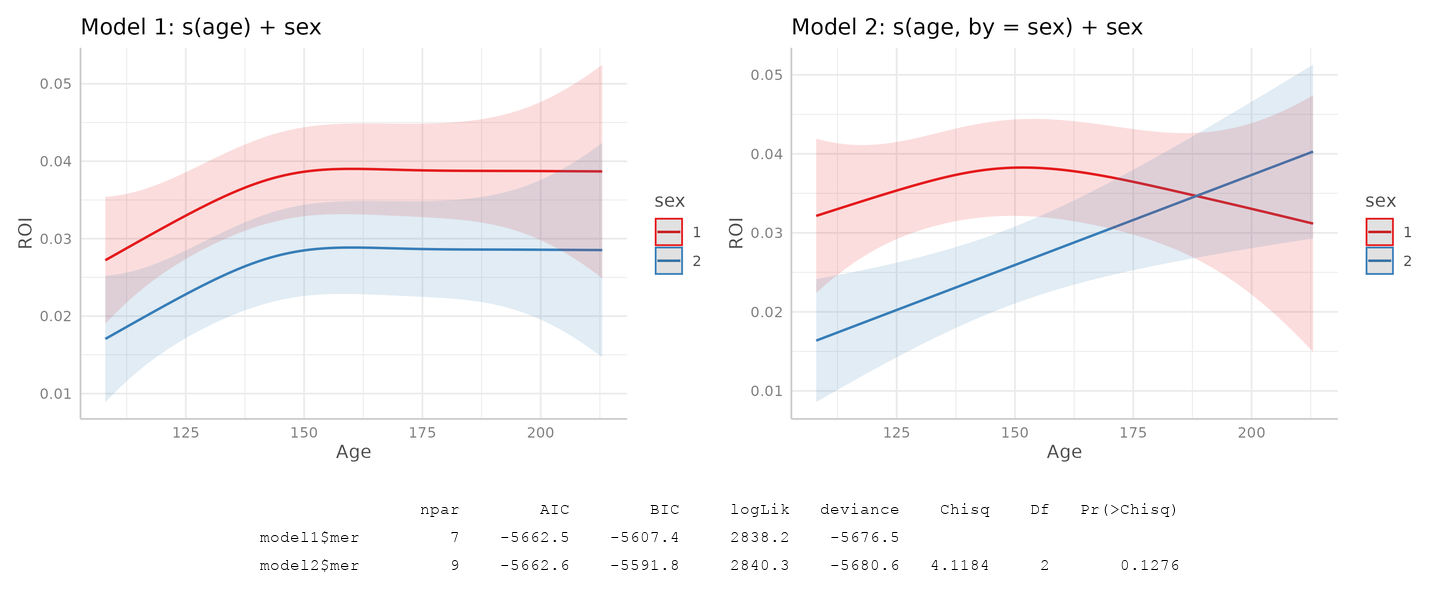 Model 1: s(age) + sex
0.05
0.04
0.03
0.02
0.01
ROI
125 150 175 200
Age
sex
1
2
Model 2: s(age, by = sex) + sex
0.05
0.04
0.03
0.02
0.01
ROI
125 150 175 200
Age
sex
1
2
npar AIC BIC logLik deviance Chisq Df Pr(>Chisq)
model1$mer 7 -5662.5 -5607.4 2838.2 -5676.5
model2$mer 9 -5662.6 -5591.8 2840.3 -5680.6 4.1184 2 0.1276